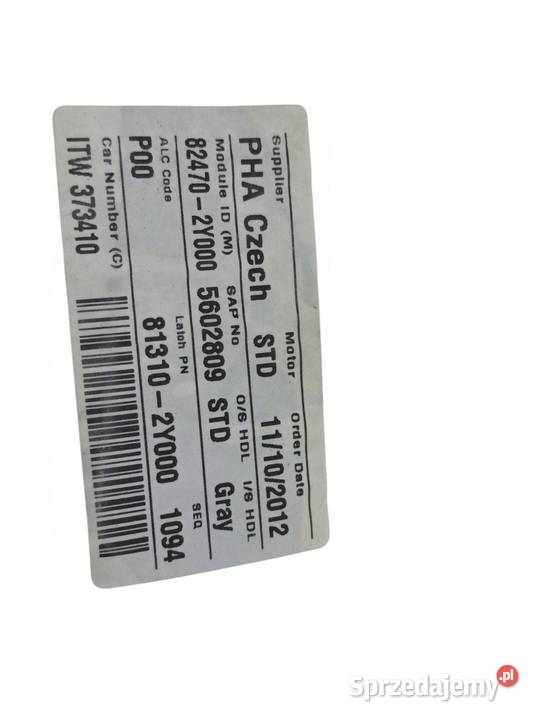 Supplier Motor Order Date
PHA Czech STD 11/10/2012
Module ID (M) SAP No O/S HDL I/S HDL
82470-2Y000 5602809 STD Gray
ALC Code Latch PN SEQ
P00 81310-2Y000 1094
Car Number (C)
ITW 373410
Sprzedajemy.pl